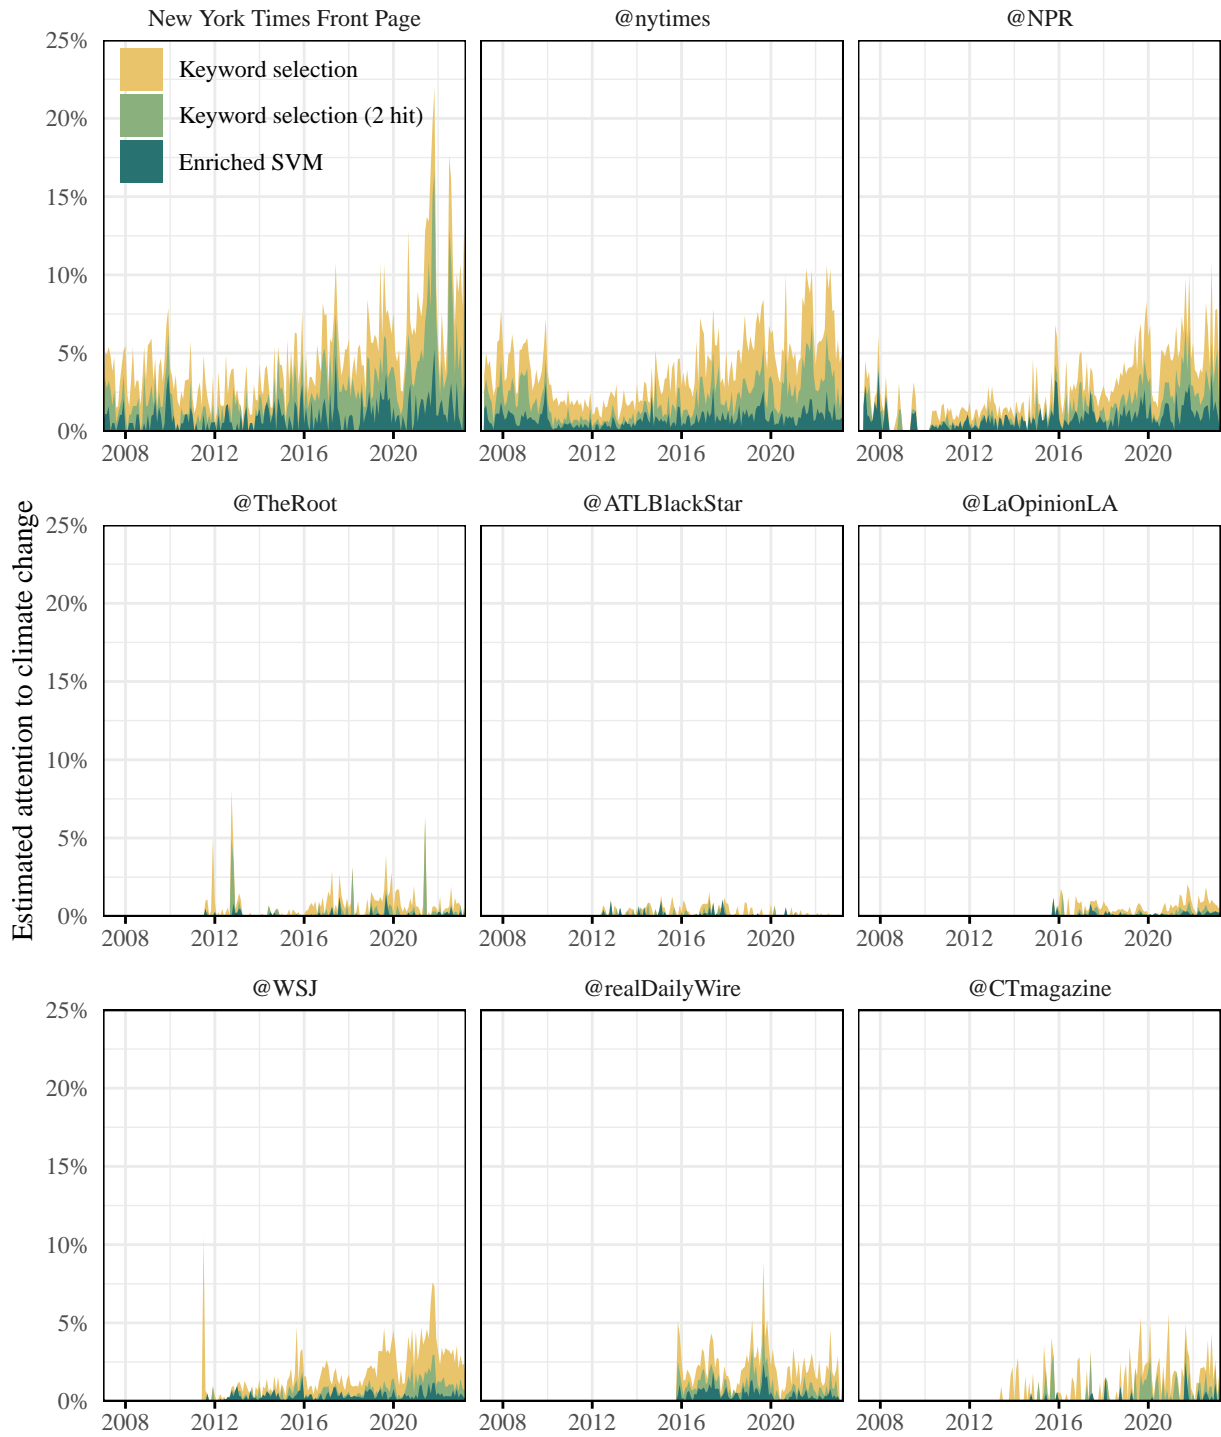 New York Times Front Page
@nytimes
@NPR
25%
20%
15%
10%
5%
0%
Keyword selection
Keyword selection (2 hit)
Enriched SVM
2008 2012 2016 2020
2008 2012 2016 2020
2008 2012 2016 2020
Estimated attention to climate change
@TheRoot
@ATLBlackStar
@LaOpinionLA
25%
20%
15%
10%
5%
0%
2008 2012 2016 2020
2008 2012 2016 2020
2008 2012 2016 2020
@WSJ
@realDailyWire
@CTmagazine
25%
20%
15%
10%
5%
0%
2008 2012 2016 2020
2008 2012 2016 2020
2008 2012 2016 2020